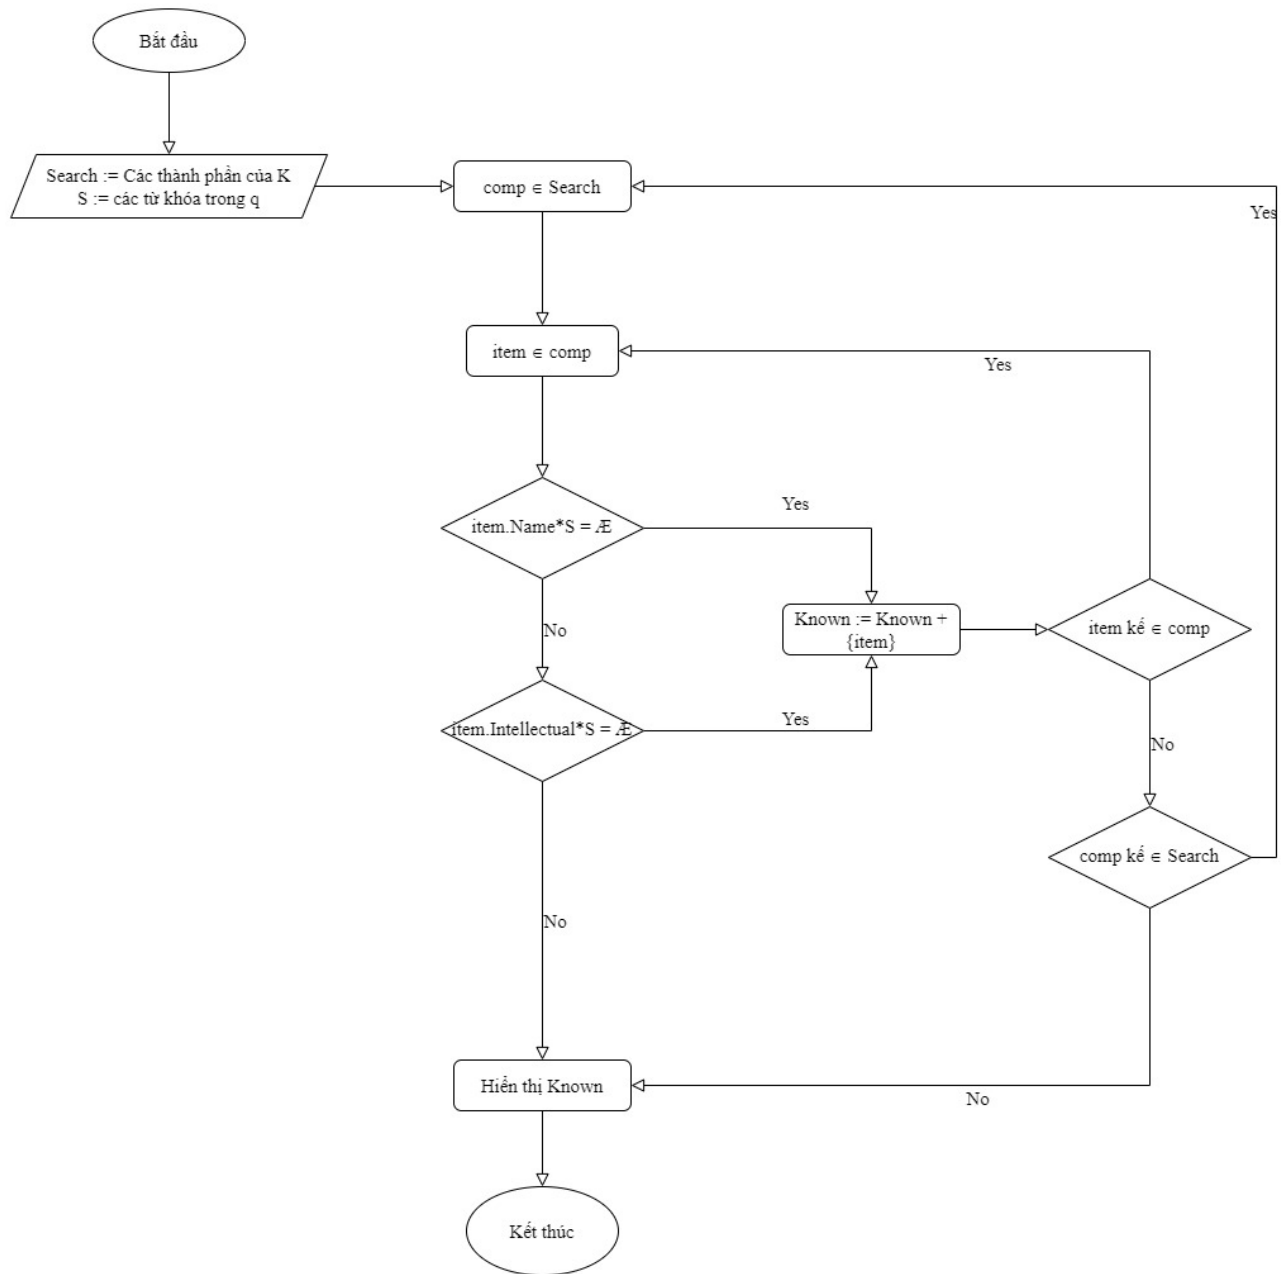 Bắt đầu
Search := Các thành phần của K
S := các từ khóa trong q
comp ∈ Search
Yes
item ∈ comp
Yes
item.Name*S = Æ
Yes
Known := Known +
{item}
item kế ∈ comp
No
item.Intellectual*S = Æ
Yes
No
comp kế ∈ Search
No
Hiển thị Known
No
Kết thúc